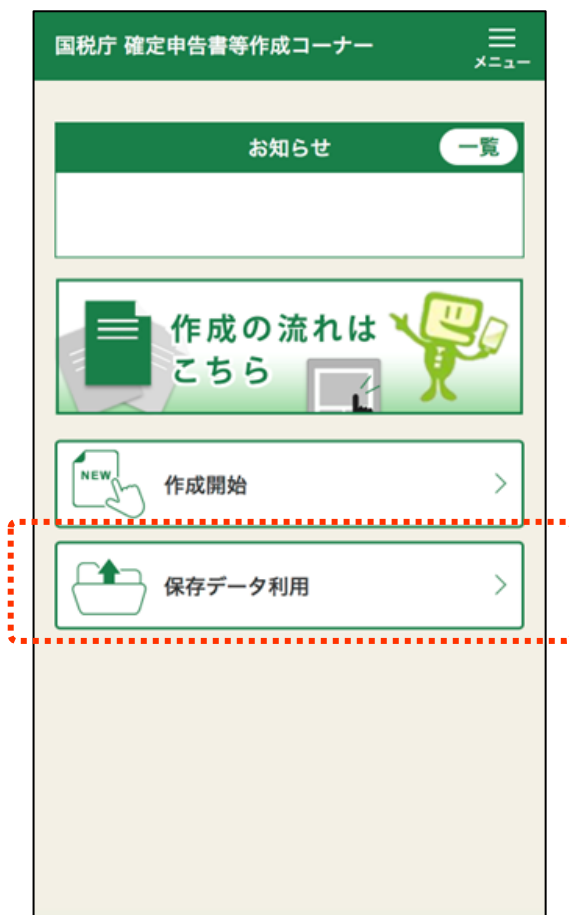 国税庁 確定申告書等作成コーナー
メニュー
お知らせ
一覧
作成の流れは
こちら
NEW
作成開始
保存データ利用